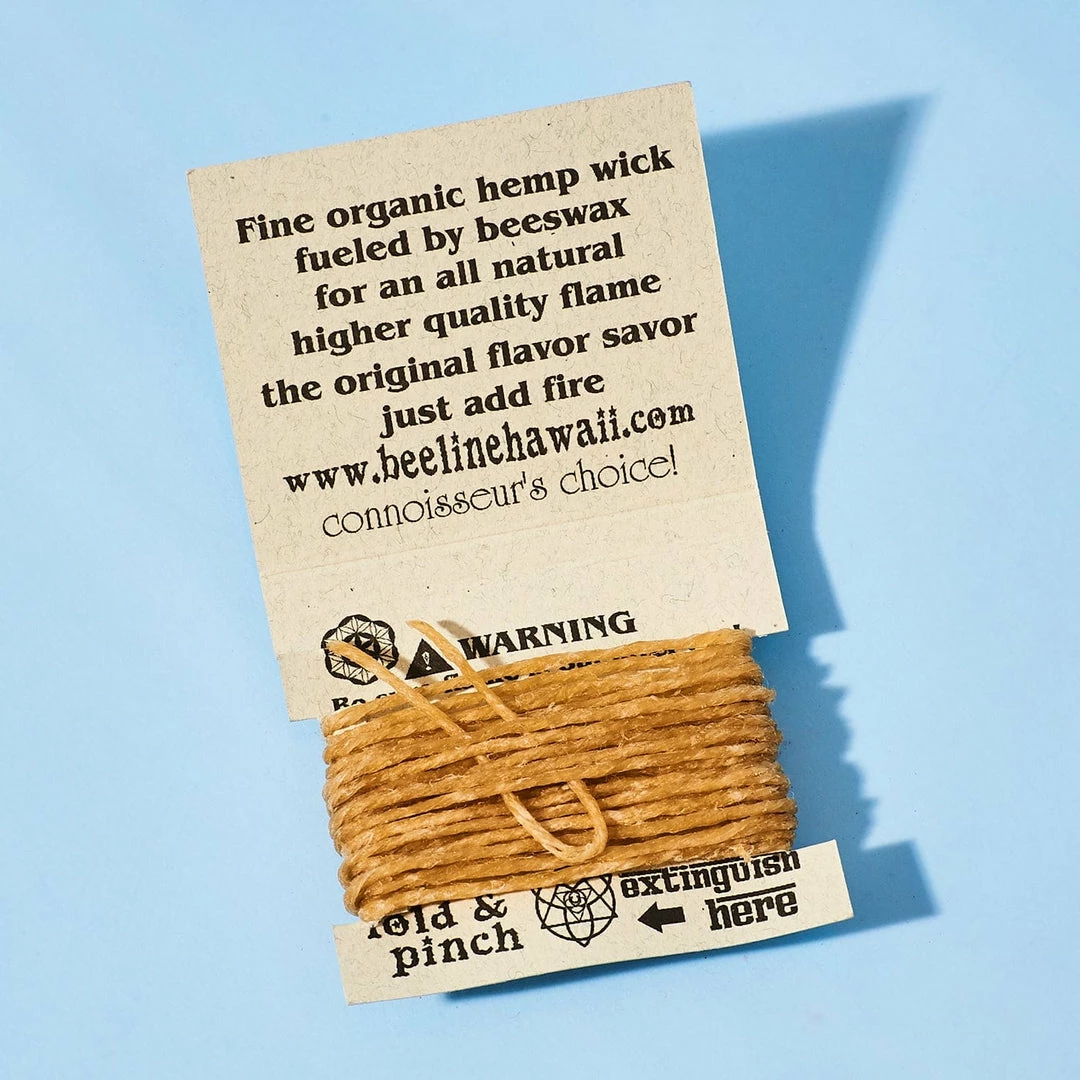 Fine organic hemp wick
fueled by beeswax
for an all natural
higher quality flame
the original flavor savor
just add fire
www.beelinehawaii.com
connoisseur's choice!
WARNING
fold &
pinch
extinguish
here